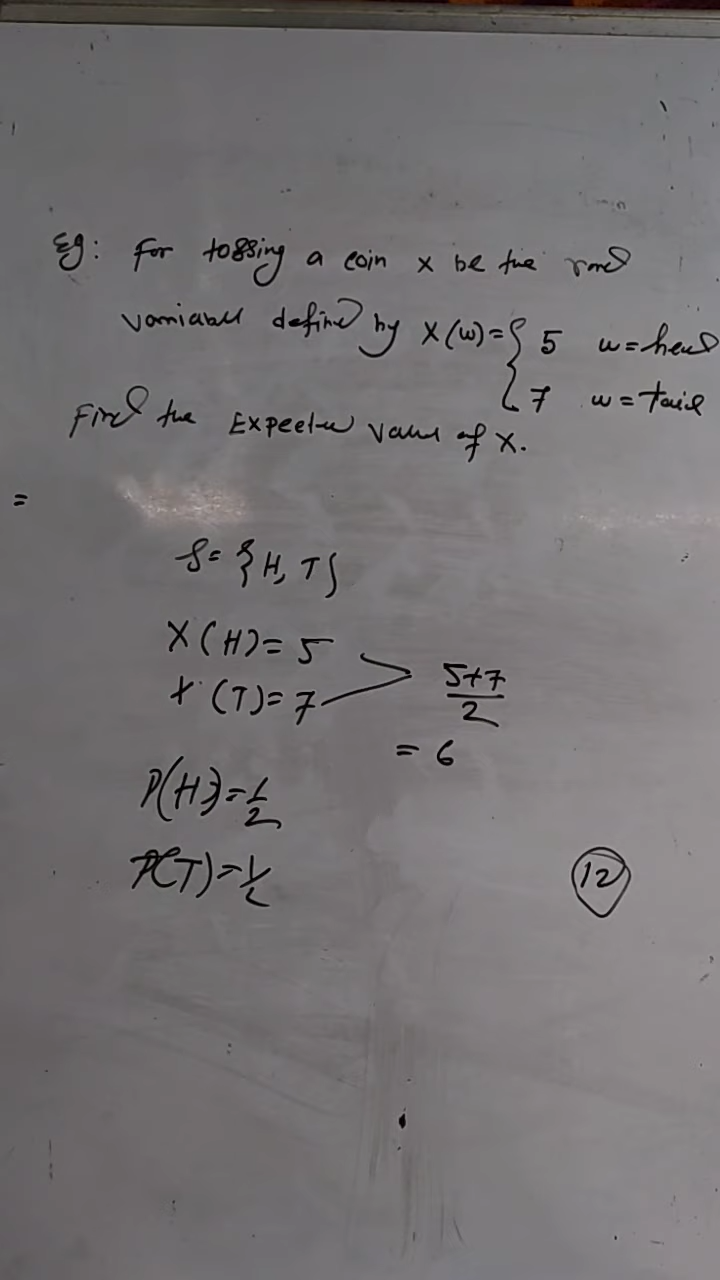 Eg: For tossing a coin X be the rand
variable defined by X(ω) = { 5 ω = head
7 ω = tail
Find the Expected value of X.
=
S = {H, T}
X(H) = 5
X(T) = 7
5+7/2
= 6
P(H) = 1/2
P(T) = 1/2
12